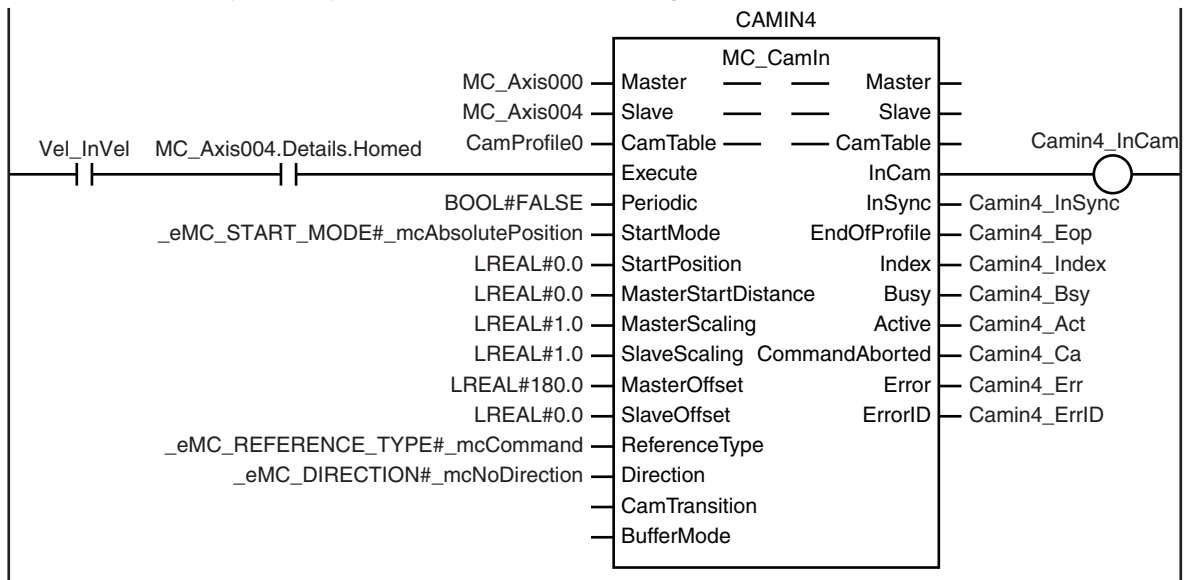 CAMIN4
MC_CamIn
MC_Axis000 Master Master
MC_Axis004 Slave Slave
CamProfile0 CamTable CamTable
Vel_InVel MC_Axis004.Details.Homed Execute InCam Camin4_InCam
BOOL#FALSE Periodic InSync Camin4_InSync
_eMC_START_MODE#_mcAbsolutePosition StartMode EndOfProfile Camin4_Eop
LREAL#0.0 StartPosition Index Camin4_Index
LREAL#0.0 MasterStartDistance Busy Camin4_Bsy
LREAL#1.0 MasterScaling Active Camin4_Act
LREAL#1.0 SlaveScaling CommandAborted Camin4_Ca
LREAL#180.0 MasterOffset Error Camin4_Err
LREAL#0.0 SlaveOffset ErrorID Camin4_ErrID
_eMC_REFERENCE_TYPE#_mcCommand ReferenceType
_eMC_DIRECTION#_mcNoDirection Direction
CamTransition
BufferMode